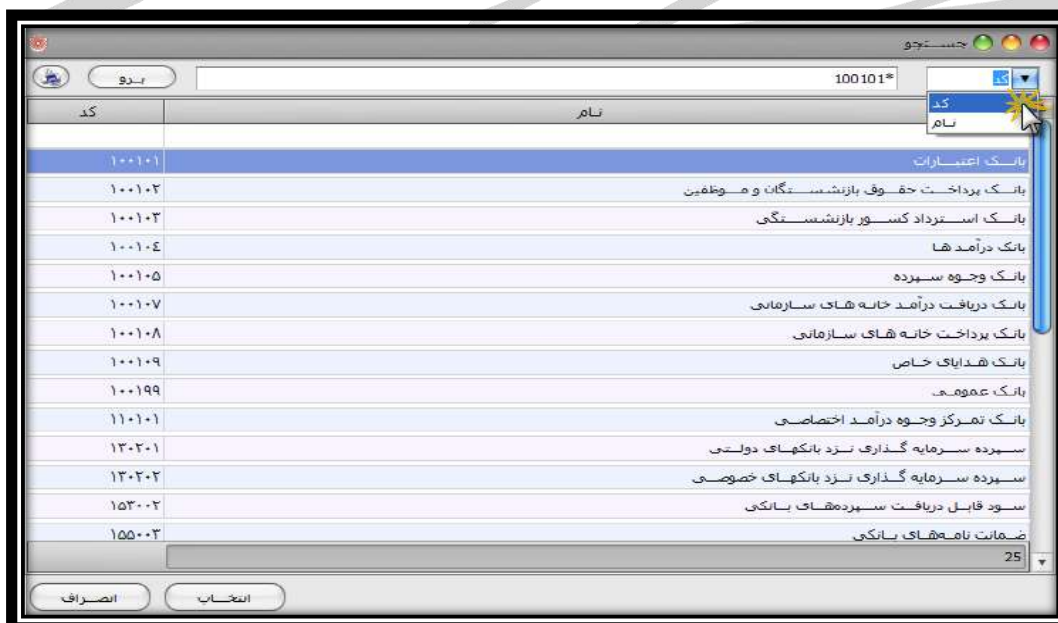 جستجو
کد 100101* برو
کد
نام
نام کد
بانک اعتبارات ۱۰۰۱۰۱
بانک پرداخت حقوق بازنشستگان و موظفین ۱۰۰۱۰۲
بانک استرداد کسور بازنشستگی ۱۰۰۱۰۳
بانک درآمد ها ۱۰۰۱۰٤
بانک وجوه سپرده ۱۰۰۱۰۵
بانک دریافت درآمد خانه های سازمانی ۱۰۰۱۰۷
بانک پرداخت خانه های سازمانی ۱۰۰۱۰۸
بانک هدایای خاص ۱۰۰۱۰۹
بانک عمومی ۱۰۰۱۹۹
بانک تمرکز وجوه درآمد اختصاصی ۱۱۰۱۰۱
سپرده سرمایه گذاری نزد بانکهای دولتی ۱۳۰۲۰۱
سپرده سرمایه گذاری نزد بانکهای خصوصی ۱۳۰۲۰۲
سود قابل دریافت سپرده‌های بانکی ۱۵۳۰۰۲
ضمانت نامه‌های بانکی ۱۵۵۰۰۳
25
انتخاب انصراف